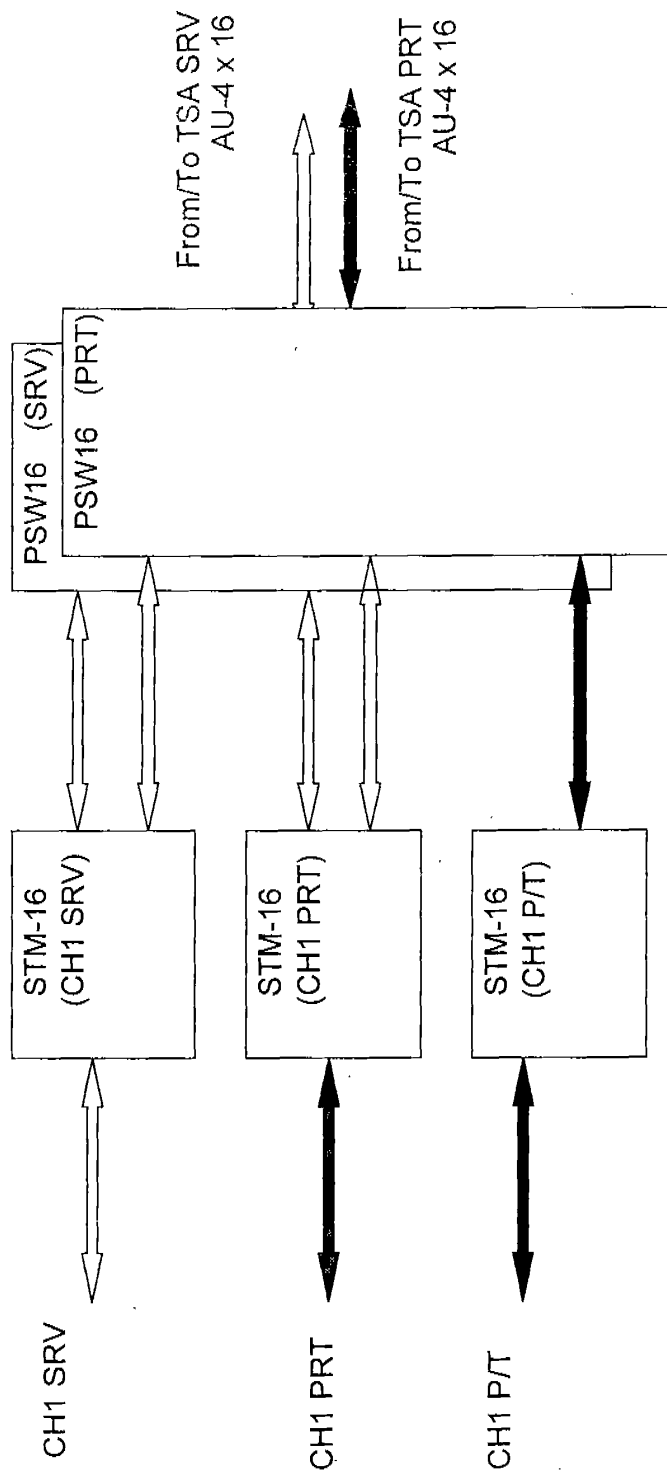 CH1 SRV
STM-16
(CH1 SRV)
PSW16 (SRV)
PSW16 (PRT)
From/To TSA SRV
AU-4 x 16
From/To TSA PRT
AU-4 x 16
CH1 PRT
STM-16
(CH1 PRT)
CH1 P/T
STM-16
(CH1 P/T)